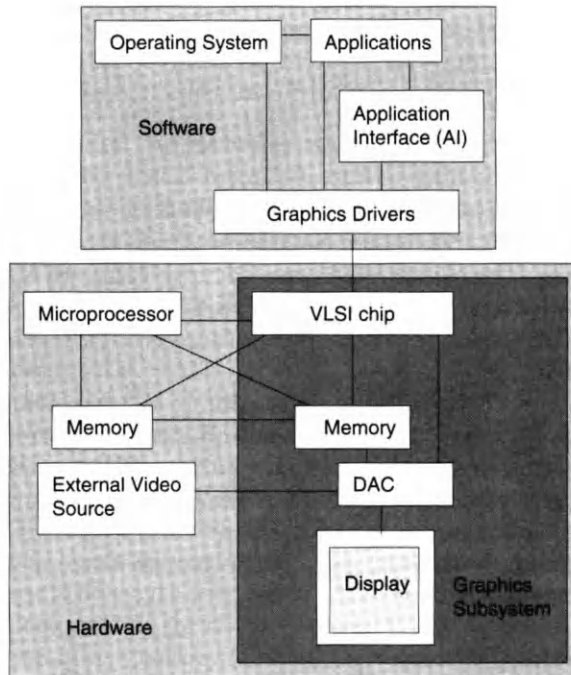 Operating System
Applications
Software
Application
Interface (AI)
Graphics Drivers
Microprocessor
VLSI chip
Memory
Memory
External Video
Source
DAC
Display
Graphics
Subsystem
Hardware